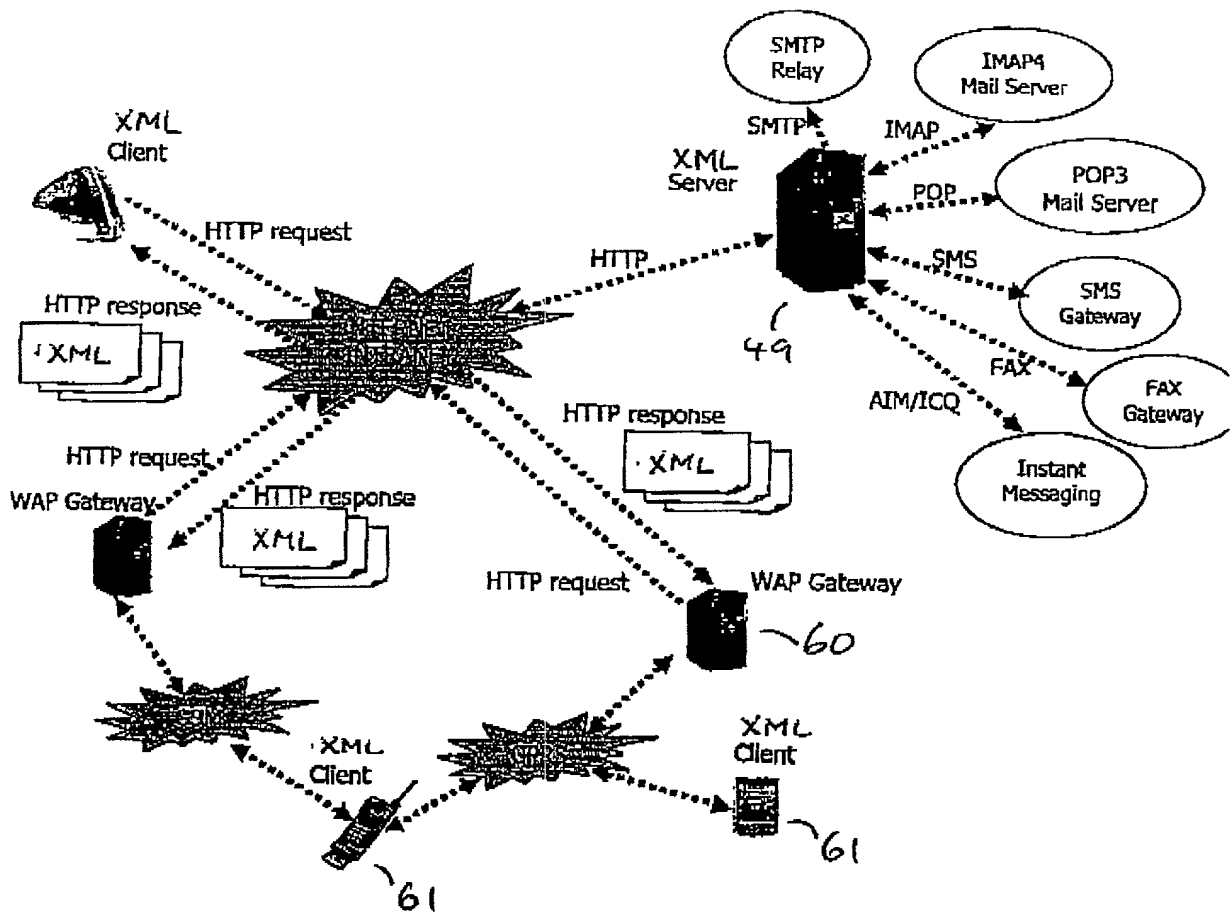 SMTP
Relay
IMAP4
Mail Server
XML
Client
SMTP
IMAP
XML
Server
POP3
Mail Server
POP
HTTP request
HTTP
SMS
HTTP response
XML
SMS
Gateway
49
FAX
FAX
Gateway
AIM/ICQ
HTTP response
XML
Instant
Messaging
HTTP request
WAP Gateway
HTTP response
XML
HTTP request
WAP Gateway
60
XML
Client
XML
Client
61
61